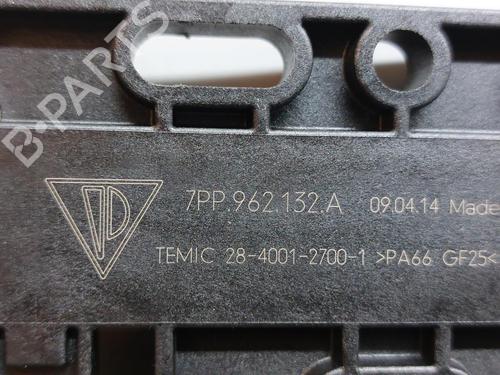 B-PARTS
7PP.962.132.A 09.04.14 Made
TEMIC 28-4001-2700-1 >PA66 GF25<